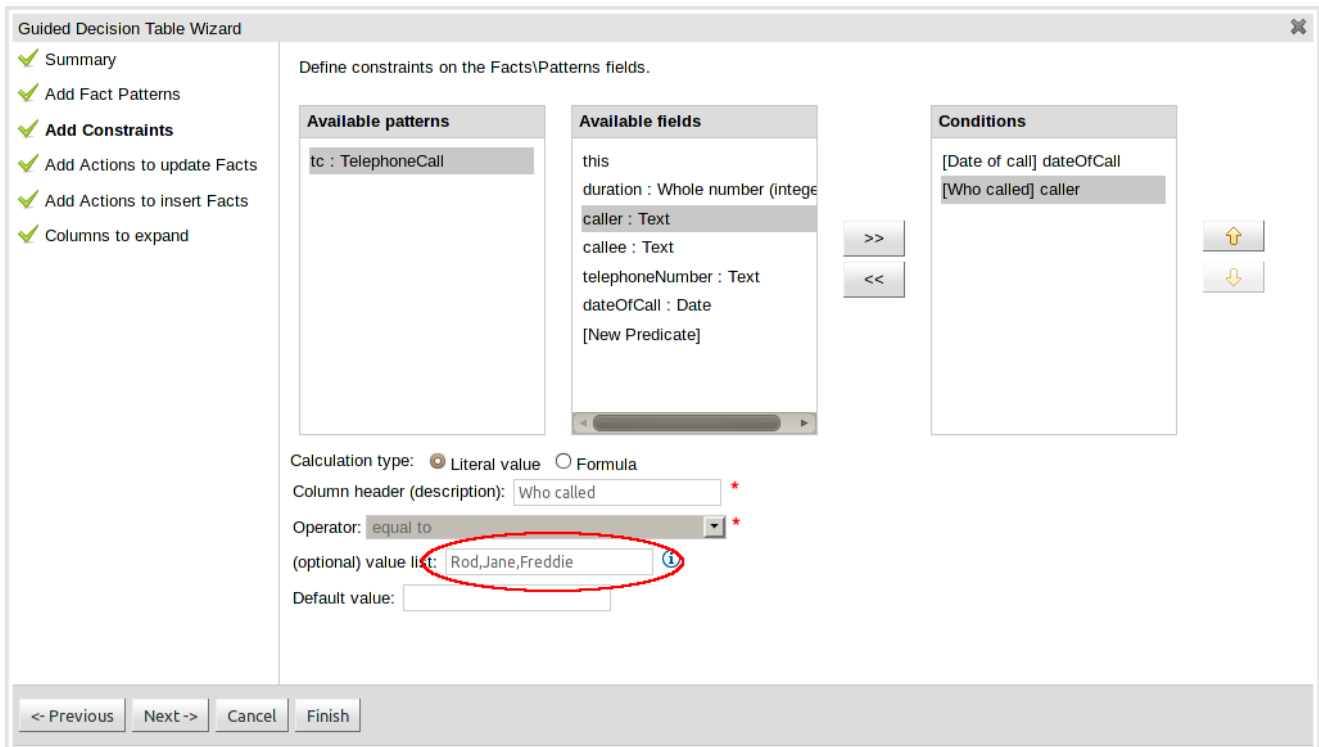 Guided Decision Table Wizard
Summary
Add Fact Patterns
Add Constraints
Add Actions to update Facts
Add Actions to insert Facts
Columns to expand
Define constraints on the Facts\Patterns fields.
Available patterns
tc : TelephoneCall
Available fields
this
duration : Whole number (intege
caller : Text
callee : Text
telephoneNumber : Text
dateOfCall : Date
[New Predicate]
>>
<<
Conditions
[Date of call] dateOfCall
[Who called] caller
Calculation type: Literal value Formula
Column header (description): Who called *
Operator: equal to *
(optional) value list: Rod,Jane,Freddie
Default value:
<- Previous Next -> Cancel Finish